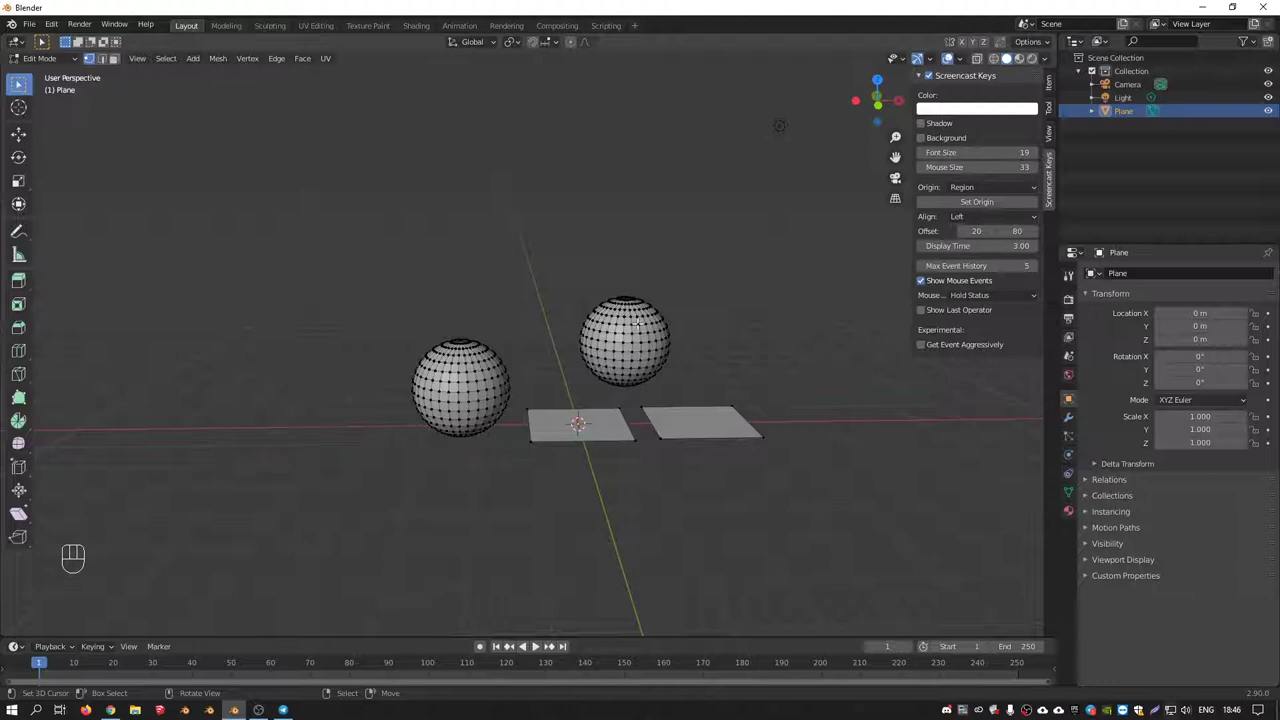 Blender
File Edit Render Window Help Layout Modeling Sculpting UV Editing Texture Paint Shading Animation Rendering Compositing Scripting Scene View Layer
Global X Y Z Options
Edit Mode View Select Add Mesh Vertex Edge Face UV
User Perspective
(1) Plane
Screencast Keys
Color:
Shadow
Background
Font Size 19
Mouse Size 33
Origin: Region
Set Origin
Align: Left
Offset: 20 80
Display Time 3.00
Max Event History 5
Show Mouse Events
Mouse... Hold Status
Show Last Operator
Experimental:
Get Event Aggressively
Item
Tool
View
Screencast Keys
Scene Collection
Collection
Camera
Light
Plane
Plane
Plane
Transform
Location X 0 m
Y 0 m
Z 0 m
Rotation X 0°
Y 0°
Z 0°
Mode XYZ Euler
Scale X 1.000
Y 1.000
Z 1.000
Delta Transform
Relations
Collections
Instancing
Motion Paths
Visibility
Viewport Display
Custom Properties
Playback Keying View Marker 1 Start 1 End 250
1 10 20 30 40 50 60 70 80 90 100 110 120 130 140 150 160 170 180 190 200 210 220 230 240 250
Set 3D Cursor Box Select Rotate View Select Move 2.90.0
ENG 18:46